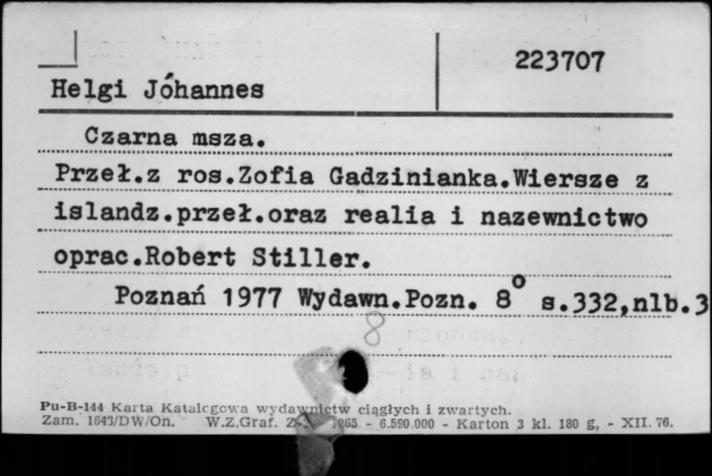 223707
Helgi Jóhannes
Czarna msza.
Przeł.z ros.Zofia Gadzinianka.Wiersze z
islandz.przeł.oraz realia i nazewnictwo
oprac.Robert Stiller.
Poznań 1977 Wydawn.Pozn. 8° s.332,nlb.3
8
Pu-B-144 Karta Katalogowa wydawnictw ciągłych i zwartych.
Zam. 1643/DW/On. W.Z.Graf. - 6.590.000 - Karton 3 kl. 180 g, - XII. 76.